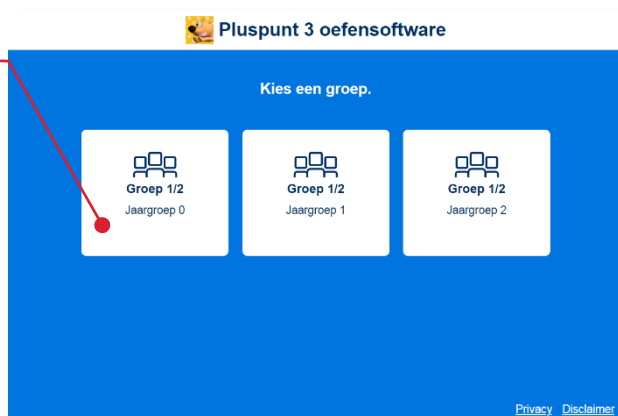 Pluspunt 3 oefensoftware
Kies een groep.
Groep 1/2
Jaargroep 0
Groep 1/2
Jaargroep 1
Groep 1/2
Jaargroep 2
Privacy Disclaimer